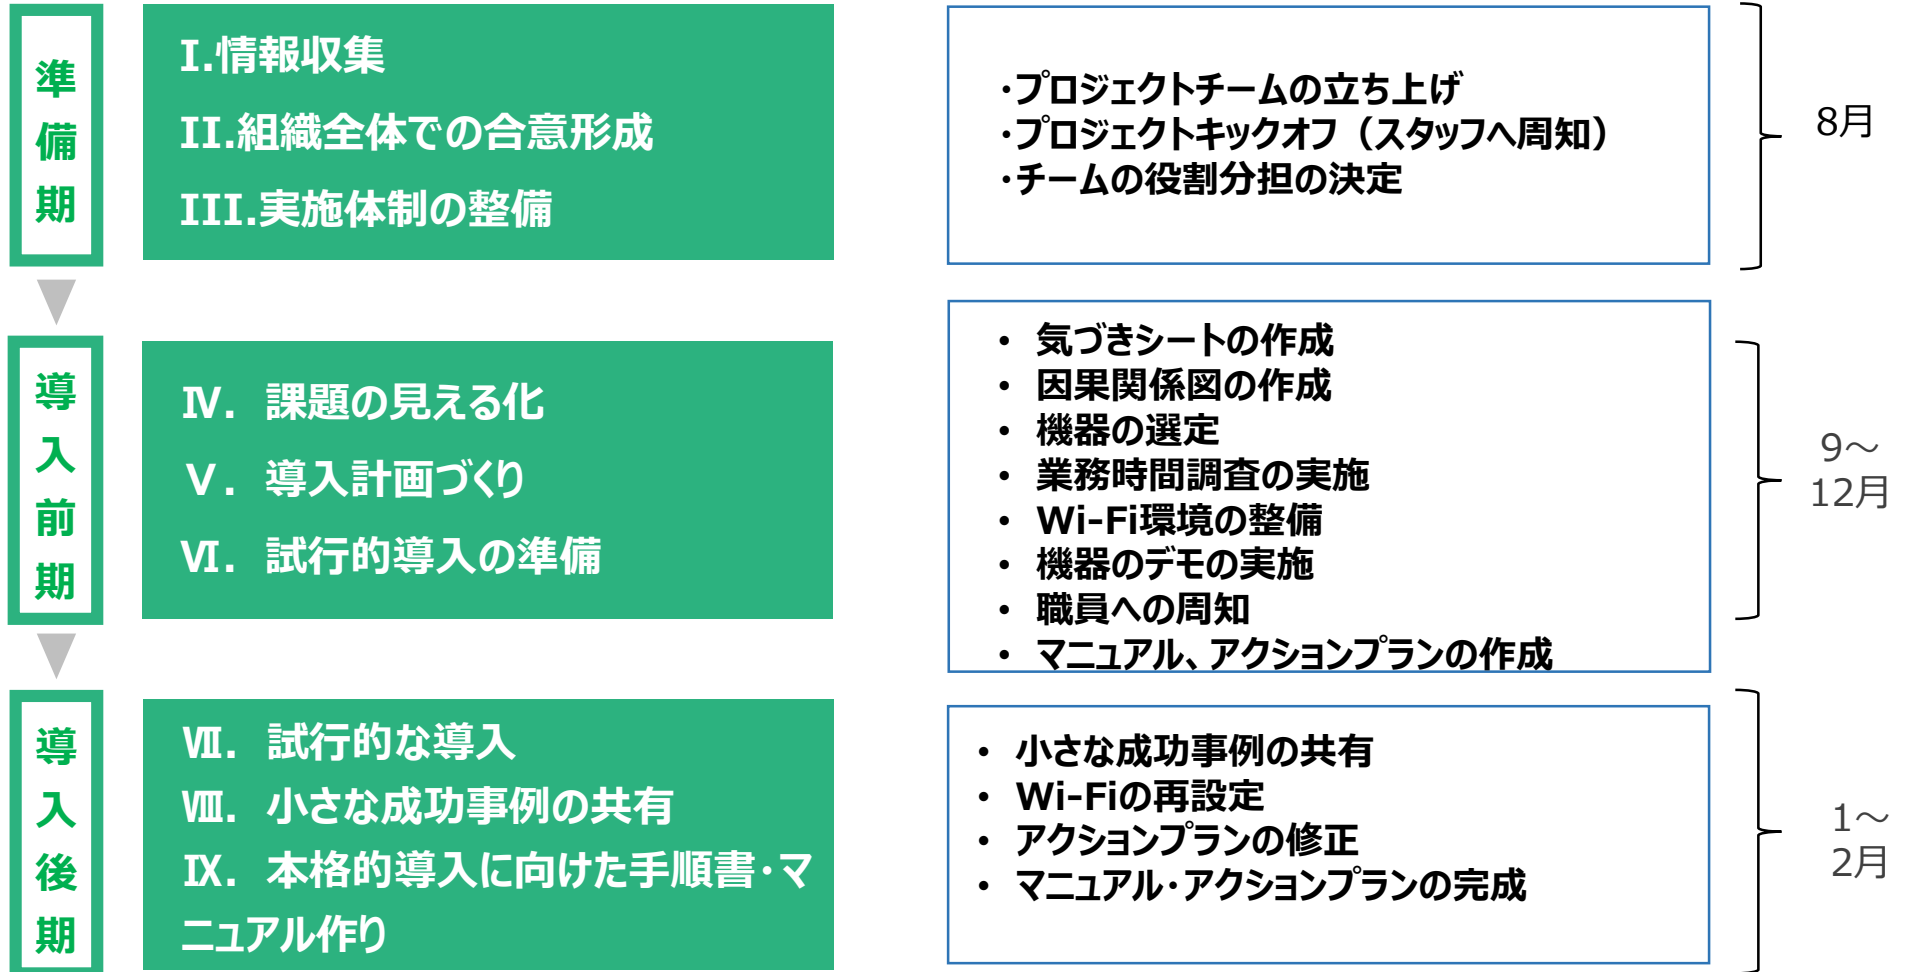 準備期
I.情報収集
II.組織全体での合意形成
III.実施体制の整備
・プロジェクトチームの立ち上げ
・プロジェクトキックオフ（スタッフへ周知）
・チームの役割分担の決定
8月
導入前期
Ⅳ. 課題の見える化
Ⅴ. 導入計画づくり
Ⅵ. 試行的導入の準備
• 気づきシートの作成
• 因果関係図の作成
• 機器の選定
• 業務時間調査の実施
• Wi-Fi環境の整備
• 機器のデモの実施
• 職員への周知
• マニュアル、アクションプランの作成
9～
12月
導入後期
Ⅶ. 試行的な導入
Ⅷ. 小さな成功事例の共有
Ⅸ. 本格的導入に向けた手順書・マ
ニュアル作り
• 小さな成功事例の共有
• Wi-Fiの再設定
• アクションプランの修正
• マニュアル・アクションプランの完成
1～
2月